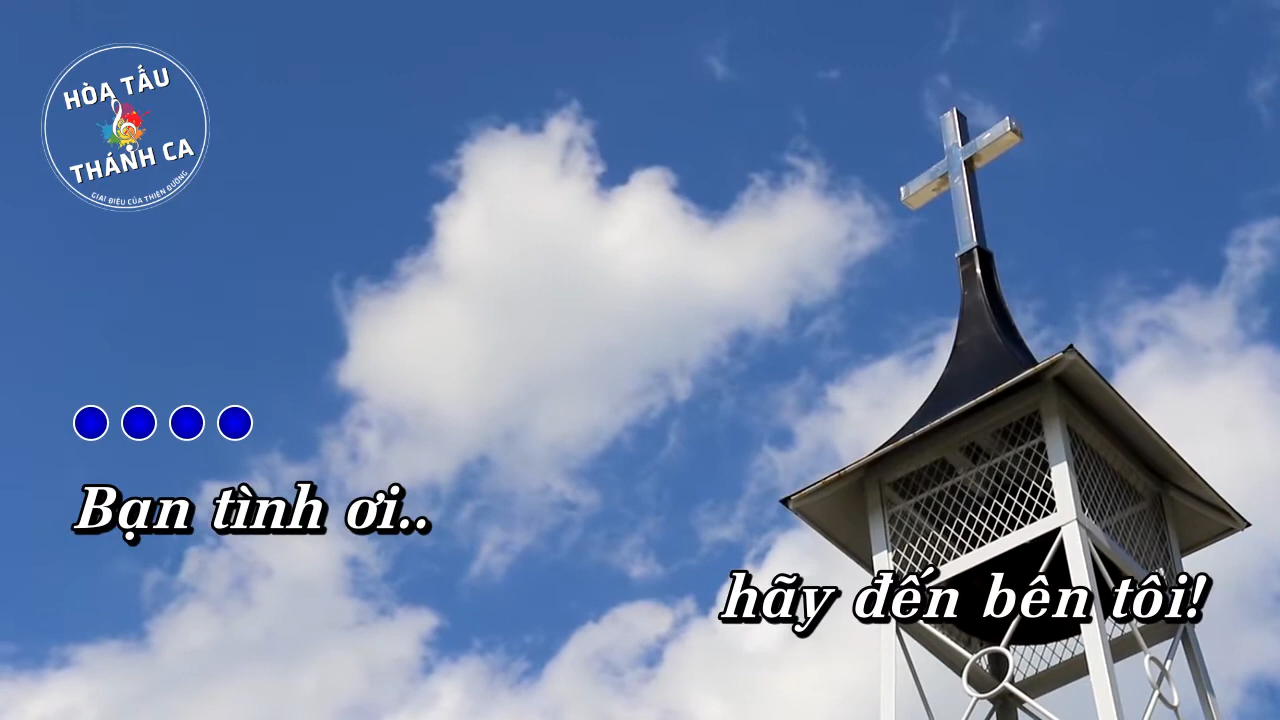 HÒA TẤU
THÁNH CA
GIAI ĐIỆU CỦA THIÊN ĐƯỜNG
Bạn tình ơi..
hãy đến bên tôi!